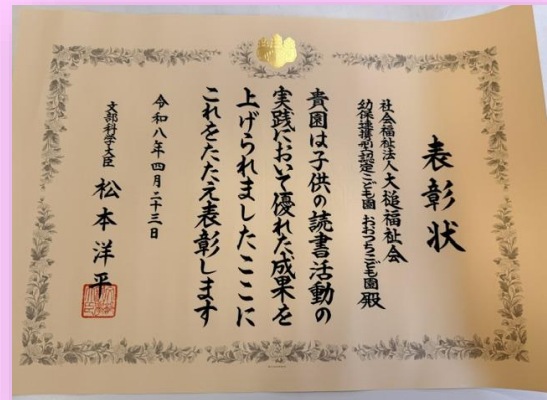 表彰状
社会福祉法人大槌福祉会
幼保連携型認定こども園 おおつちこども園 殿
貴園は子供の読書活動の
実践において優れた成果を
上げられましたここに
これをたたえ表彰します
令和八年四月二十三日
文部科学大臣 松本洋平